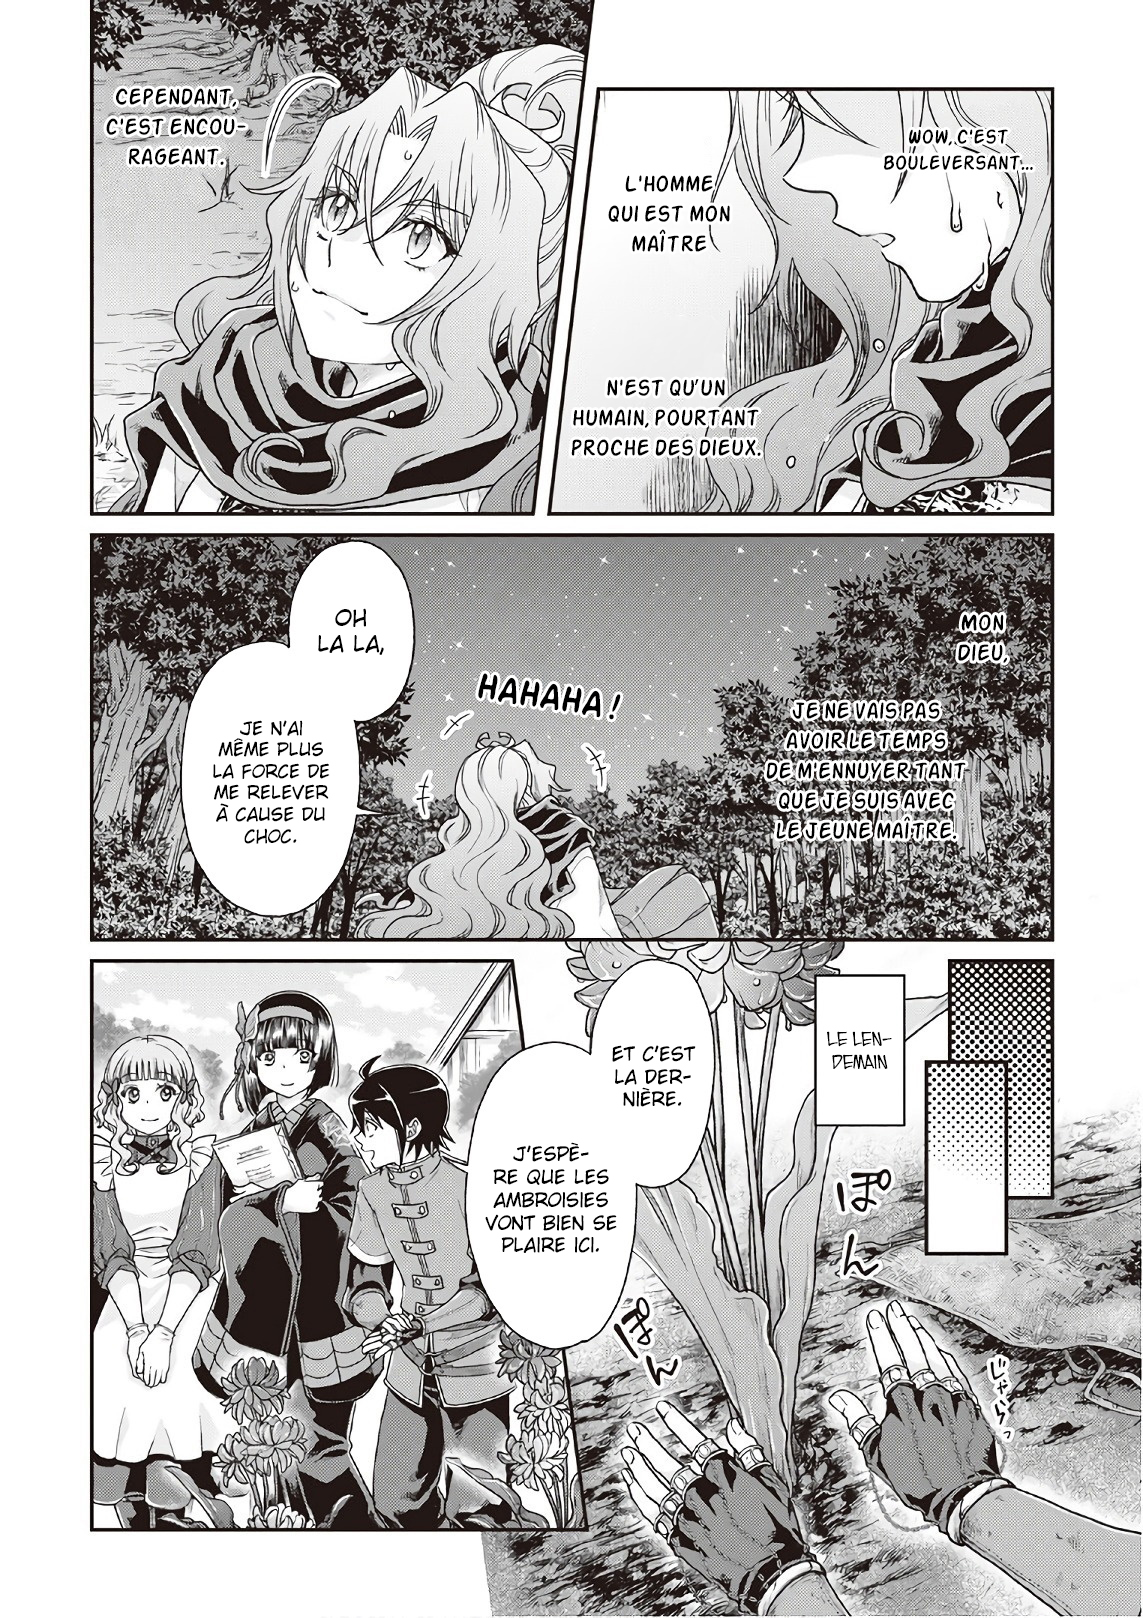 WOW, C'EST
BOULEVERSANT...
L'HOMME
QUI EST MON
MAÎTRE
N'EST QU'UN
HUMAIN, POURTANT
PROCHE DES DIEUX.
CEPENDANT,
C'EST ENCOU-
RAGEANT.
MON
DIEU,
JE NE VAIS PAS
AVOIR LE TEMPS
DE M'ENNUYER TANT
QUE JE SUIS AVEC
LE JEUNE MAÎTRE.
HAHAHA !
OH
LA LA,
JE N'AI
MÊME PLUS
LA FORCE DE
ME RELEVER
À CAUSE DU
CHOC.
LE LEN-
DEMAIN
ぽん
ぽん
じゃらっ
ET C'EST
LA DER-
NIÈRE.
J'ESPÈ-
RE QUE LES
AMBROISIES
VONT BIEN SE
PLAIRE ICI.